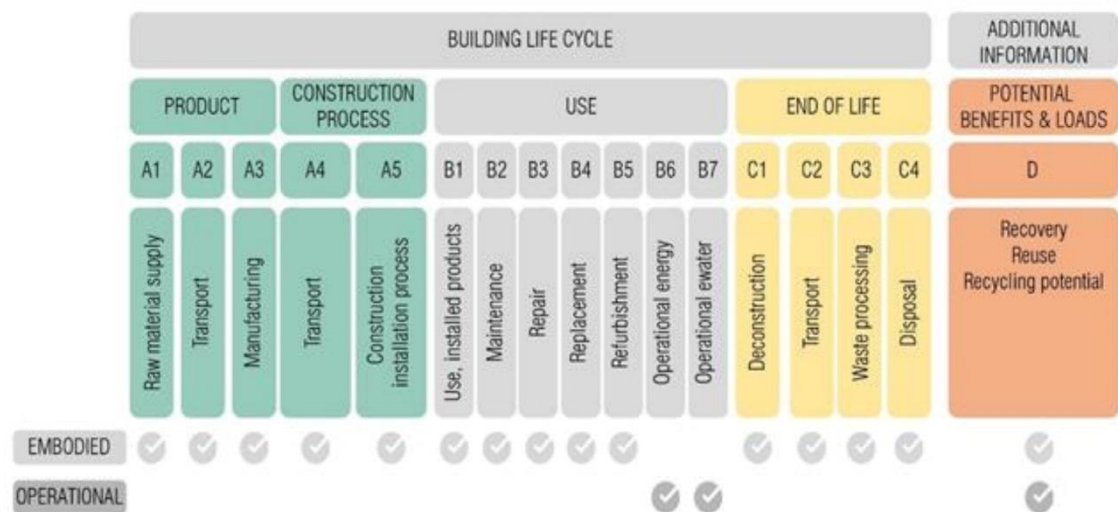 BUILDING LIFE CYCLE
ADDITIONAL
INFORMATION
PRODUCT
CONSTRUCTION
PROCESS
USE
END OF LIFE
POTENTIAL
BENEFITS & LOADS
A1
A2
A3
A4
A5
B1
B2
B3
B4
B5
B6
B7
C1
C2
C3
C4
D
Raw material supply
Transport
Manufacturing
Transport
Construction
installation process
Use, installed products
Maintenance
Repair
Replacement
Refurbishment
Operational energy
Operational ewater
Deconstruction
Transport
Waste processing
Disposal
Recovery
Reuse
Recycling potential
EMBODIED
OPERATIONAL